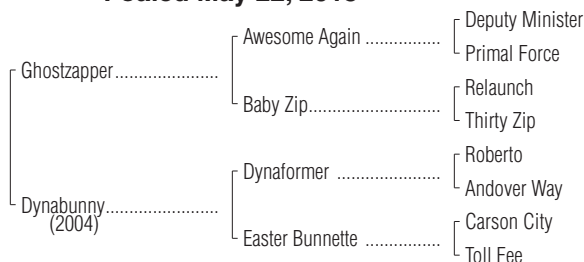 Foaled May 22,
Deputy Minister
Awesome Again ..................
Primal Force
Ghostzapper.........................
Relaunch
Baby Zip................................
Thirty Zip
Roberto
Dynaformer .........................
Andover Way
Dynabunny...........................
(2004)
Carson City
Easter Bunnette ..................
Toll Fee